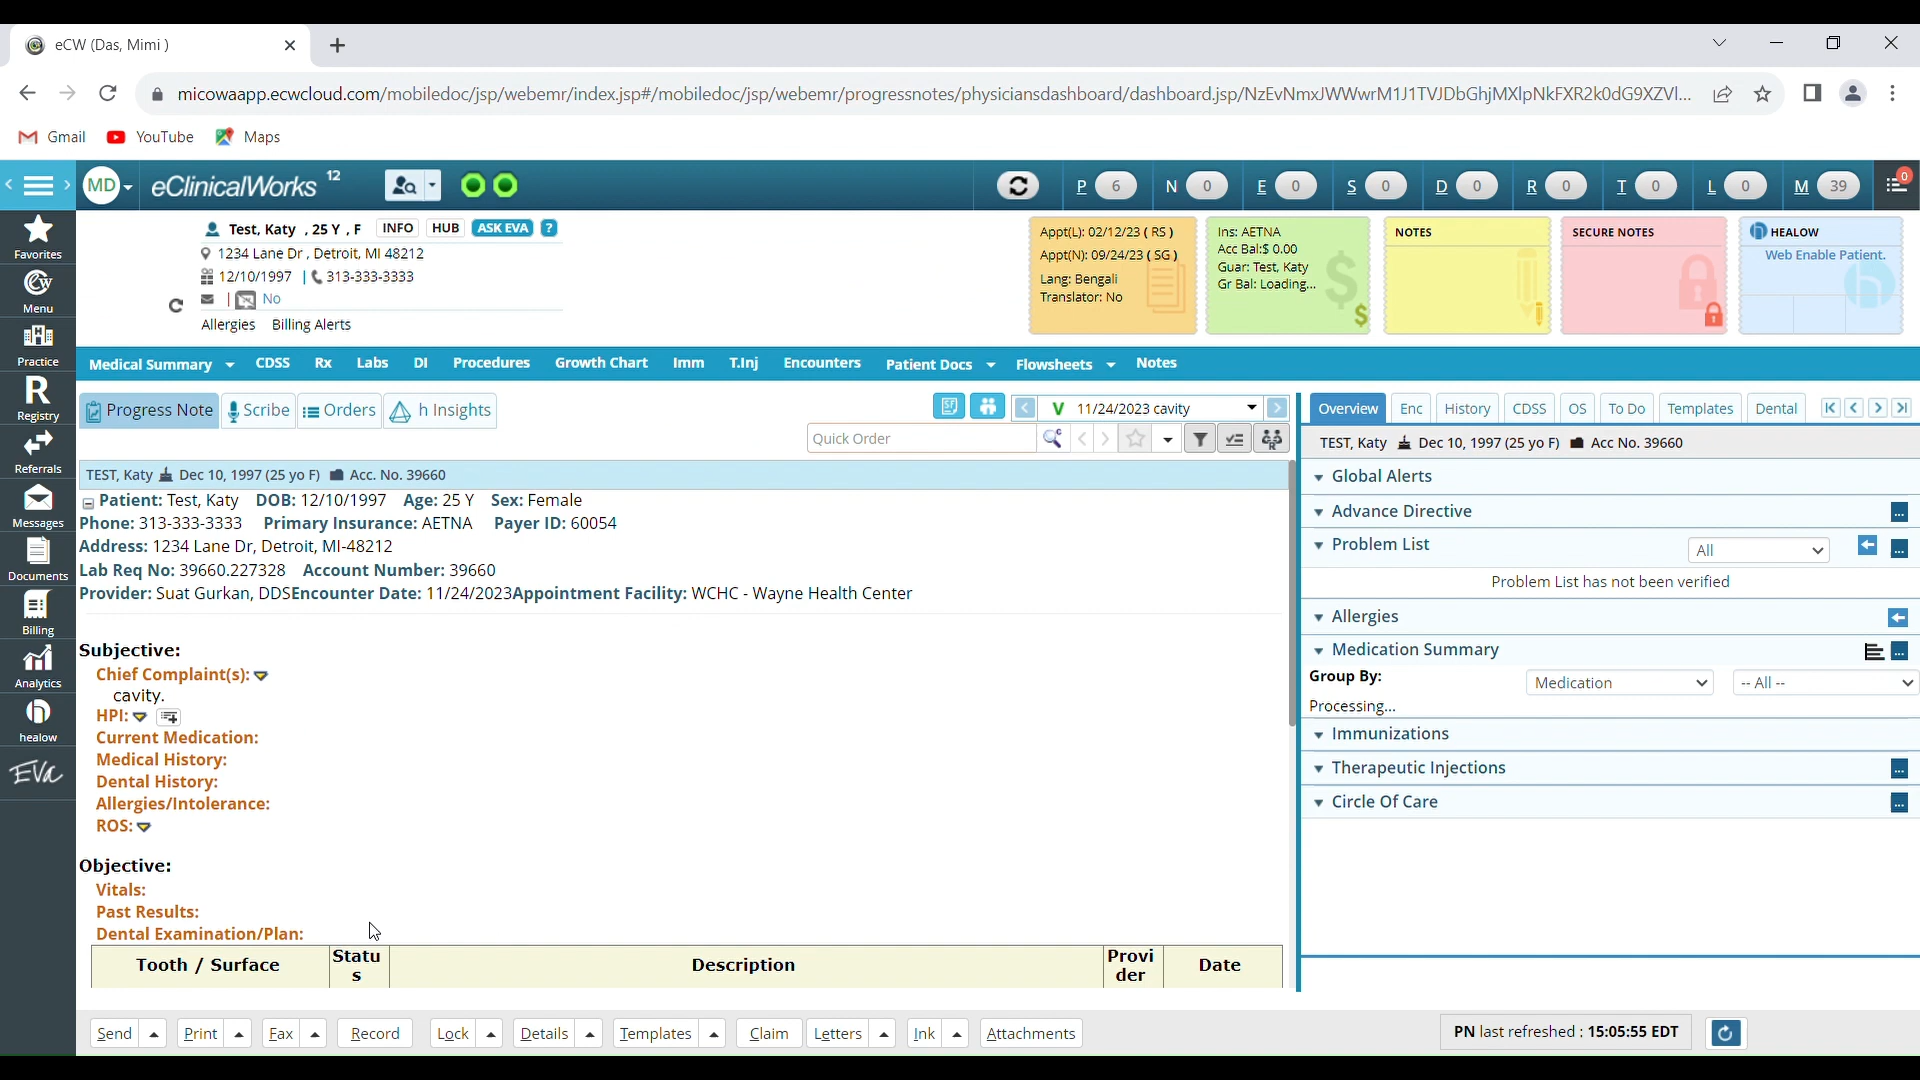 eCW (Das, Mimi )
micowaapp.ecwcloud.com/mobiledoc/jsp/webemr/index.jsp#/mobiledoc/jsp/webemr/progressnotes/physiciansdashboard/dashboard.jsp/NzEvNmxJWWwrM1J1TVJDbGhjMXlpNkFXR2k0dG9XZVl...
Gmail YouTube Maps
MD eClinicalWorks 12 P 6 N 0 E 0 S 0 D 0 R 0 T 0 L 0 M 39 0
Favorites
Menu
Practice
Registry
Referrals
Messages
Documents
Billing
Analytics
healow
EVa
Test, Katy , 25 Y , F INFO HUB ASK EVA ?
1234 Lane Dr , Detroit, MI 48212
12/10/1997 | 313-333-3333
| No
Allergies Billing Alerts
Appt(L): 02/12/23 ( RS )
Appt(N): 09/24/23 ( SG )
Lang: Bengali
Translator: No
Ins: AETNA
Acc Bal:$ 0.00
Guar: Test, Katy
Gr Bal: Loading...
NOTES
SECURE NOTES
HEALOW
Web Enable Patient.
Medical Summary CDSS Rx Labs DI Procedures Growth Chart Imm T.Inj Encounters Patient Docs Flowsheets Notes
Progress Note Scribe Orders h Insights
V 11/24/2023 cavity
Quick Order
TEST, Katy Dec 10, 1997 (25 yo F) Acc. No. 39660
Patient: Test, Katy DOB: 12/10/1997 Age: 25 Y Sex: Female
Phone: 313-333-3333 Primary Insurance: AETNA Payer ID: 60054
Address: 1234 Lane Dr, Detroit, MI-48212
Lab Req No: 39660.227328 Account Number: 39660
Provider: Suat Gurkan, DDSEncounter Date: 11/24/2023Appointment Facility: WCHC - Wayne Health Center
Subjective:
Chief Complaint(s):
cavity.
HPI:
Current Medication:
Medical History:
Dental History:
Allergies/Intolerance:
ROS:
Objective:
Vitals:
Past Results:
Dental Examination/Plan:
Tooth / Surface Statu
s Description Provi
der Date
Overview Enc History CDSS OS To Do Templates Dental
TEST, Katy Dec 10, 1997 (25 yo F) Acc No. 39660
Global Alerts
Advance Directive ...
Problem List All ...
Problem List has not been verified
Allergies
Medication Summary ...
Group By: Medication -- All --
Processing...
Immunizations
Therapeutic Injections ...
Circle Of Care ...
Send Print Fax Record Lock Details Templates Claim Letters Ink Attachments
PN last refreshed : 15:05:55 EDT